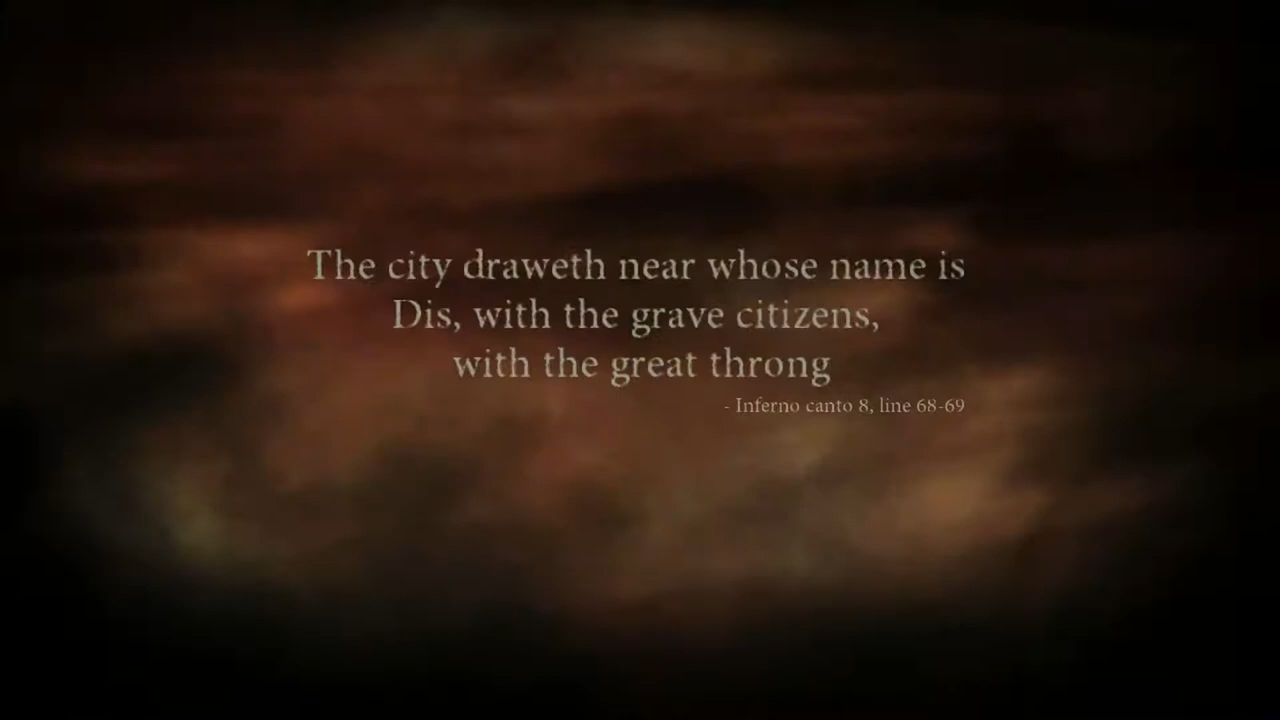 The city draweth near whose name is
Dis, with the grave citizens,
with the great throng
- Inferno canto 8, line 68-69